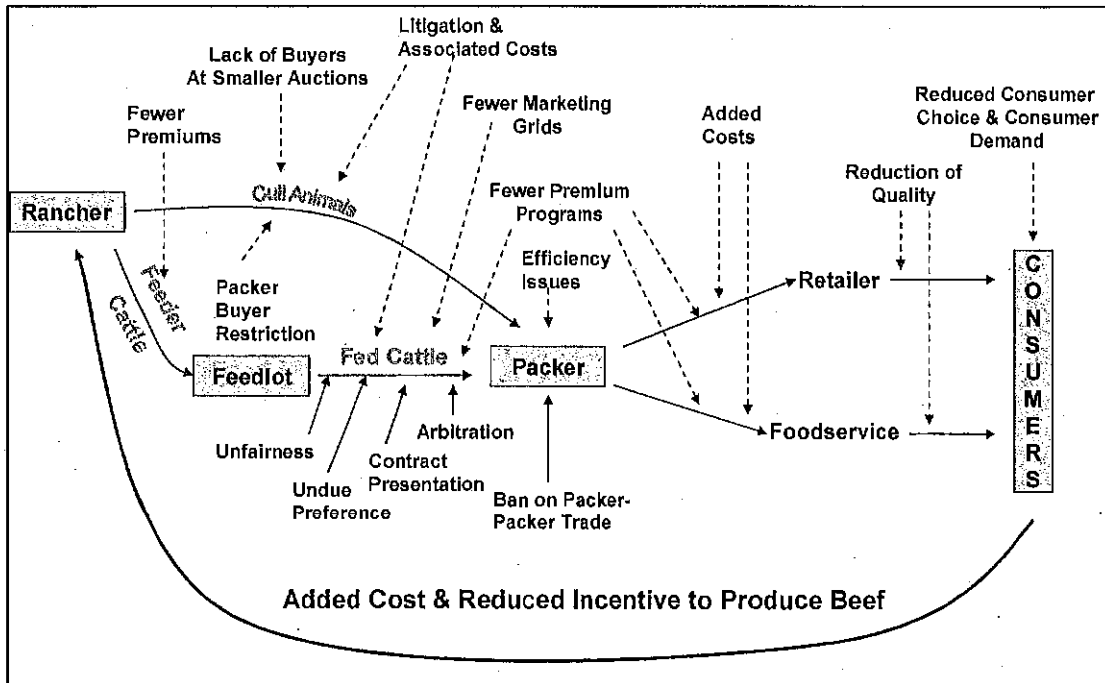 Litigation &
Associated Costs
Lack of Buyers
At Smaller Auctions
Fewer
Premiums
Fewer Marketing
Grids
Added
Costs
Reduced Consumer
Choice & Consumer
Demand
Reduction of
Quality
Rancher
Cull Animals
Fewer Premium
Programs
Efficiency
Issues
Feeder
Cattle
Packer
Buyer
Restriction
Retailer
Feedlot
Fed Cattle
Packer
Foodservice
CONSUMERS
Unfairness
Undue
Preference
Contract
Presentation
Arbitration
Ban on Packer-
Packer Trade
Added Cost & Reduced Incentive to Produce Beef